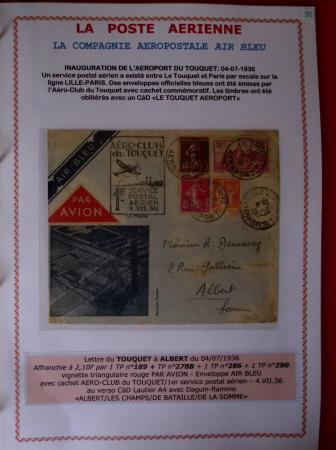 51
LA POSTE AERIENNE
LA COMPAGNIE AEROPOSTALE AIR BLEU
INAUGURATION DE L'AEROPORT DU TOUQUET: 04-07-1936
Un service postal aérien a existé entre Le Touquet et Paris par escale sur la
ligne LILLE-PARIS. Des enveloppes officielles bleues ont été émises par
l'Aéro-Club du Touquet avec cachet commémoratif. Les timbres ont été
oblitérés avec un CàD «LE TOUQUET AEROPORT»
AIR BLEU
AÉRO-CLUB
du TOUQUET
1er SERVICE
POSTAL
AÉRIEN
4.VII.36
PAR
AVION
Monsieur R.
2 Rue Gallieni
Albert
Somme
Lettre du TOUQUET à ALBERT du 04/07/1936
Affranchie à 2,10F par 1 TP n°189 + TP n°278B + 1 TP n°286 + 1 TP n°290
vignette triangulaire rouge PAR AVION - Enveloppe AIR BLEU
avec cachet AERO-CLUB du TOUQUET/1er service postal aérien – 4.VII.36
au verso CàD Lautier A4 avec Daguin-flamme
«ALBERT/LES CHAMPS/DE BATAILLE/DE LA SOMME»